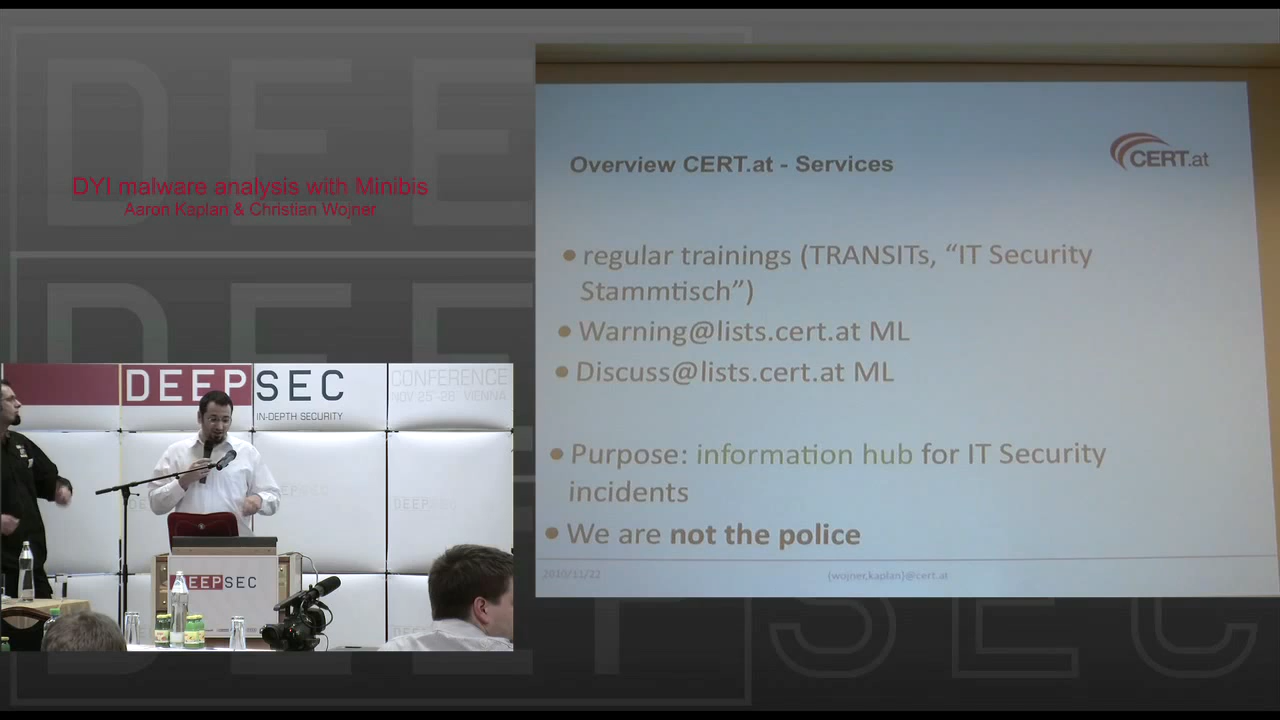 DYI malware analysis with Minibis
Aaron Kaplan & Christian Wojner
Overview CERT.at - Services
CERT.at
• regular trainings (TRANSITs, “IT Security
Stammtisch”)
• Warning@lists.cert.at ML
• Discuss@lists.cert.at ML
• Purpose: information hub for IT Security
incidents
• We are not the police
2010/11/22
{wojner,kaplan}@cert.at
DEEPSEC
IN-DEPTH SECURITY
CONFERENCE
NOV 25-28 VIENNA
DEEPSEC
DEEPSEC
DEEPSEC